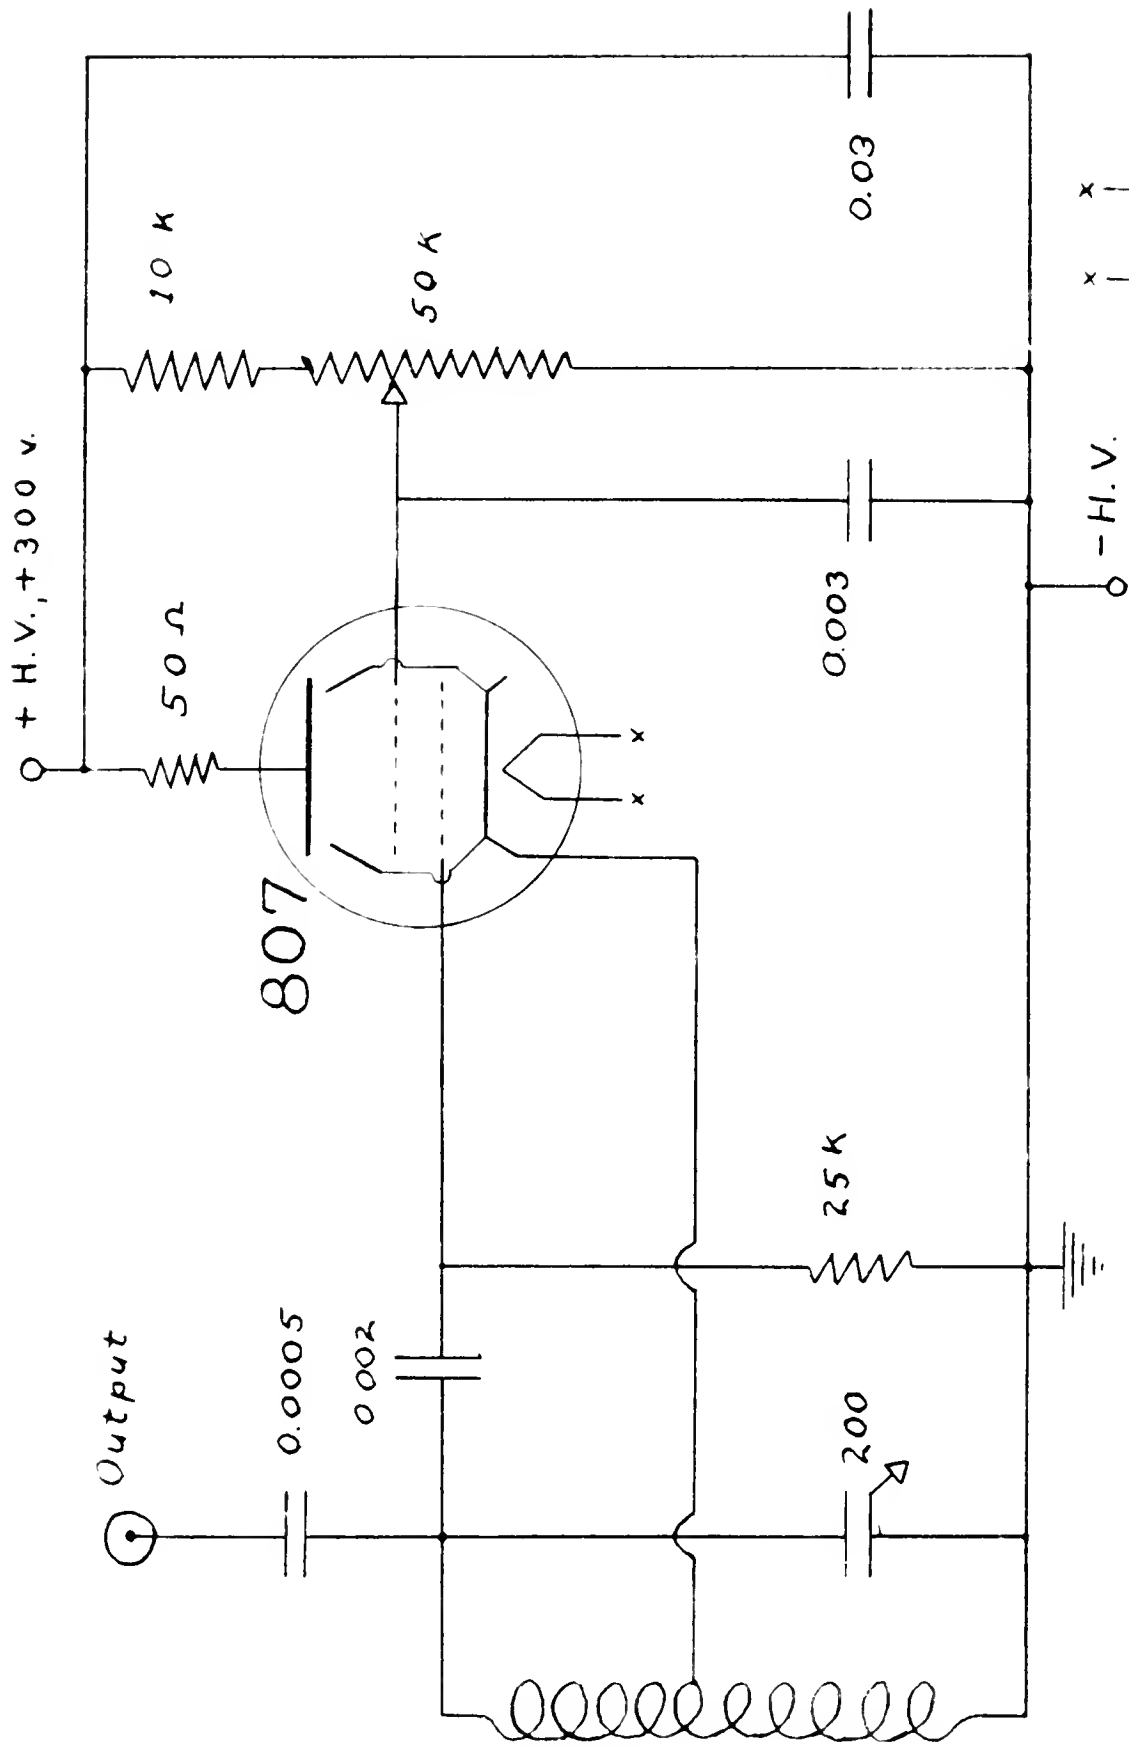 + H.V.,+300 v.
10 K
50 K
50 Ω
0.03
x
x
807
0.003
- H.V.
x
x
Output
0.0005
0 002
25 K
200